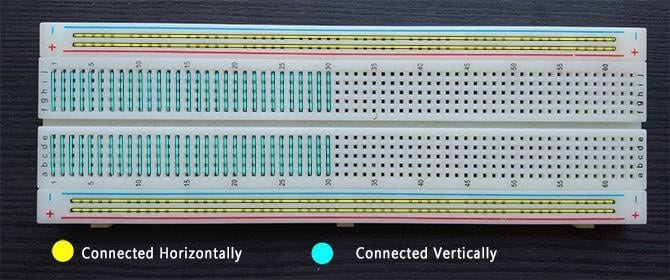 - -
+ +
1 5 10 15 20 25 30 35 40 45 50 55 60
f g h i j f g h i j
a b c d e a b c d e
1 5 10 15 20 25 30 35 40 45 50 55 60
- -
+ +
Connected Horizontally Connected Vertically